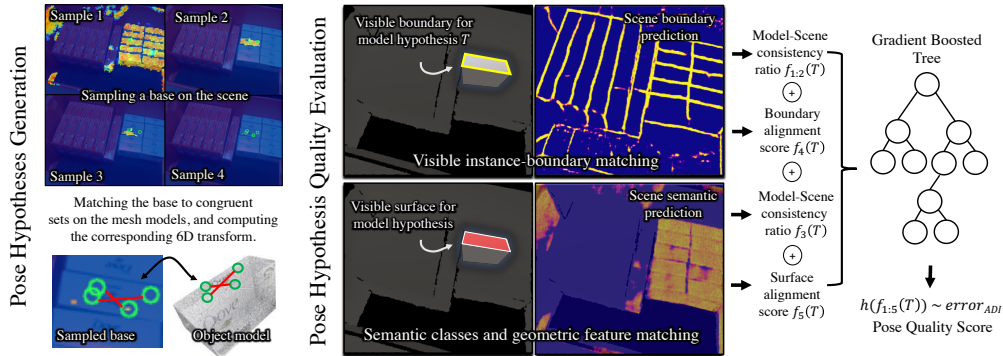 Pose Hypotheses Generation
Sample 1
Sample 2
Sampling a base on the scene
Sample 3
Sample 4
Matching the base to congruent
sets on the mesh models, and computing
the corresponding 6D transform.
Sampled base
Object model
Pose Hypothesis Quality Evaluation
Visible boundary for
model hypothesis T
Scene boundary
prediction
Visible instance-boundary matching
Visible surface for
model hypothesis
Scene semantic
prediction
Semantic classes and geometric feature matching
Model-Scene
consistency
ratio f1:2(T)
+
Boundary
alignment
score f4(T)
+
Model-Scene
consistency
ratio f3(T)
+
Surface
alignment
score f5(T)
Gradient Boosted
Tree
h(f1:5(T)) ~ errorADI
Pose Quality Score